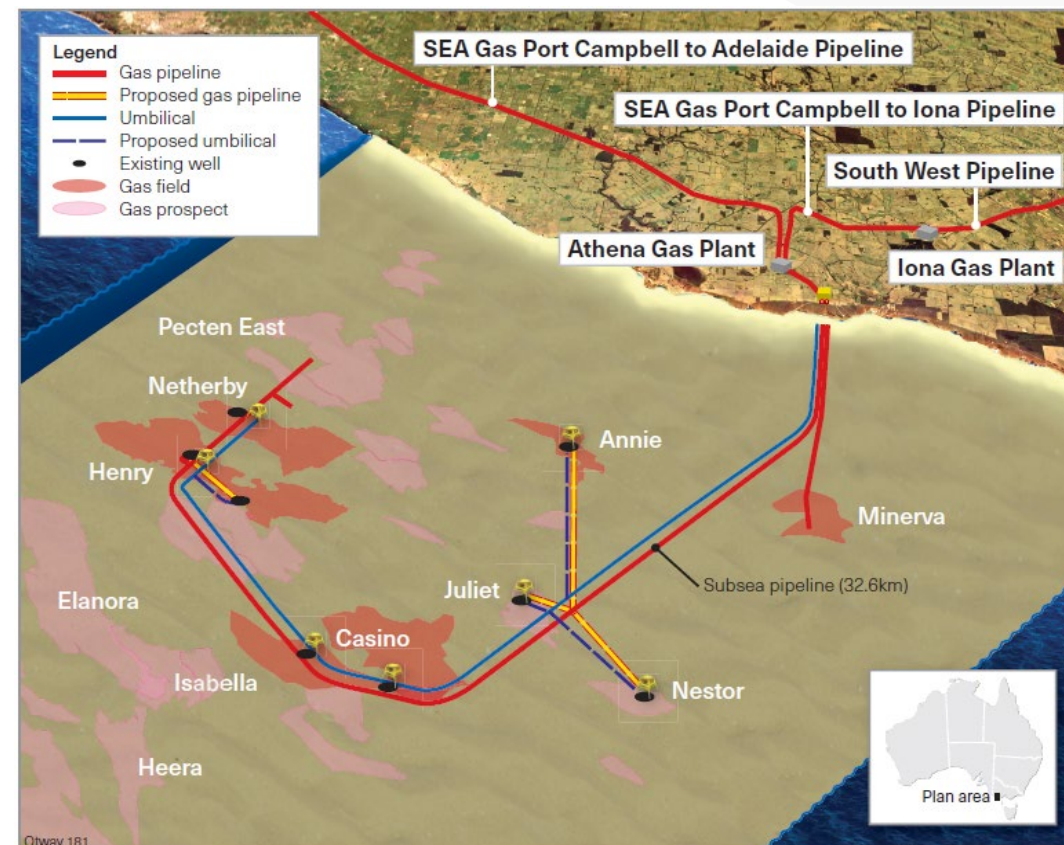 Legend
Gas pipeline
Proposed gas pipeline
Umbilical
Proposed umbilical
Existing well
Gas field
Gas prospect
SEA Gas Port Campbell to Adelaide Pipeline
SEA Gas Port Campbell to Iona Pipeline
South West Pipeline
Athena Gas Plant
Iona Gas Plant
Pecten East
Netherby
Annie
Henry
Minerva
Subsea pipeline (32.6km)
Juliet
Elanora
Casino
Isabella
Nestor
Heera
Plan area
Otway 181